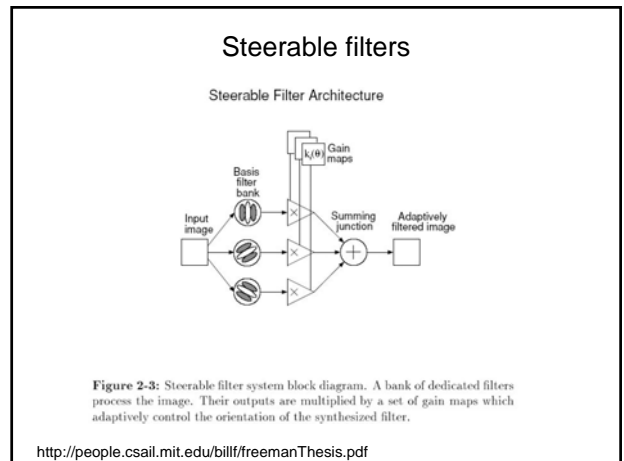 Steerable filters
Steerable Filter Architecture
k_i(θ)
Gain
maps
Basis
filter
bank
Input
image
×
×
×
Summing
junction
+
Adaptively
filtered image
Figure 2-3: Steerable filter system block diagram. A bank of dedicated filters
process the image. Their outputs are multiplied by a set of gain maps which
adaptively control the orientation of the synthesized filter.
http://people.csail.mit.edu/billf/freemanThesis.pdf